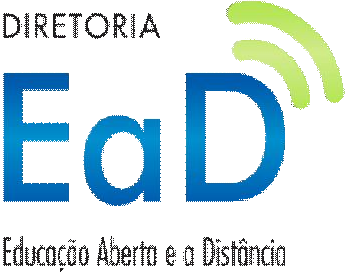 DIRETORIA
EaD
Educação Aberta e a Distância